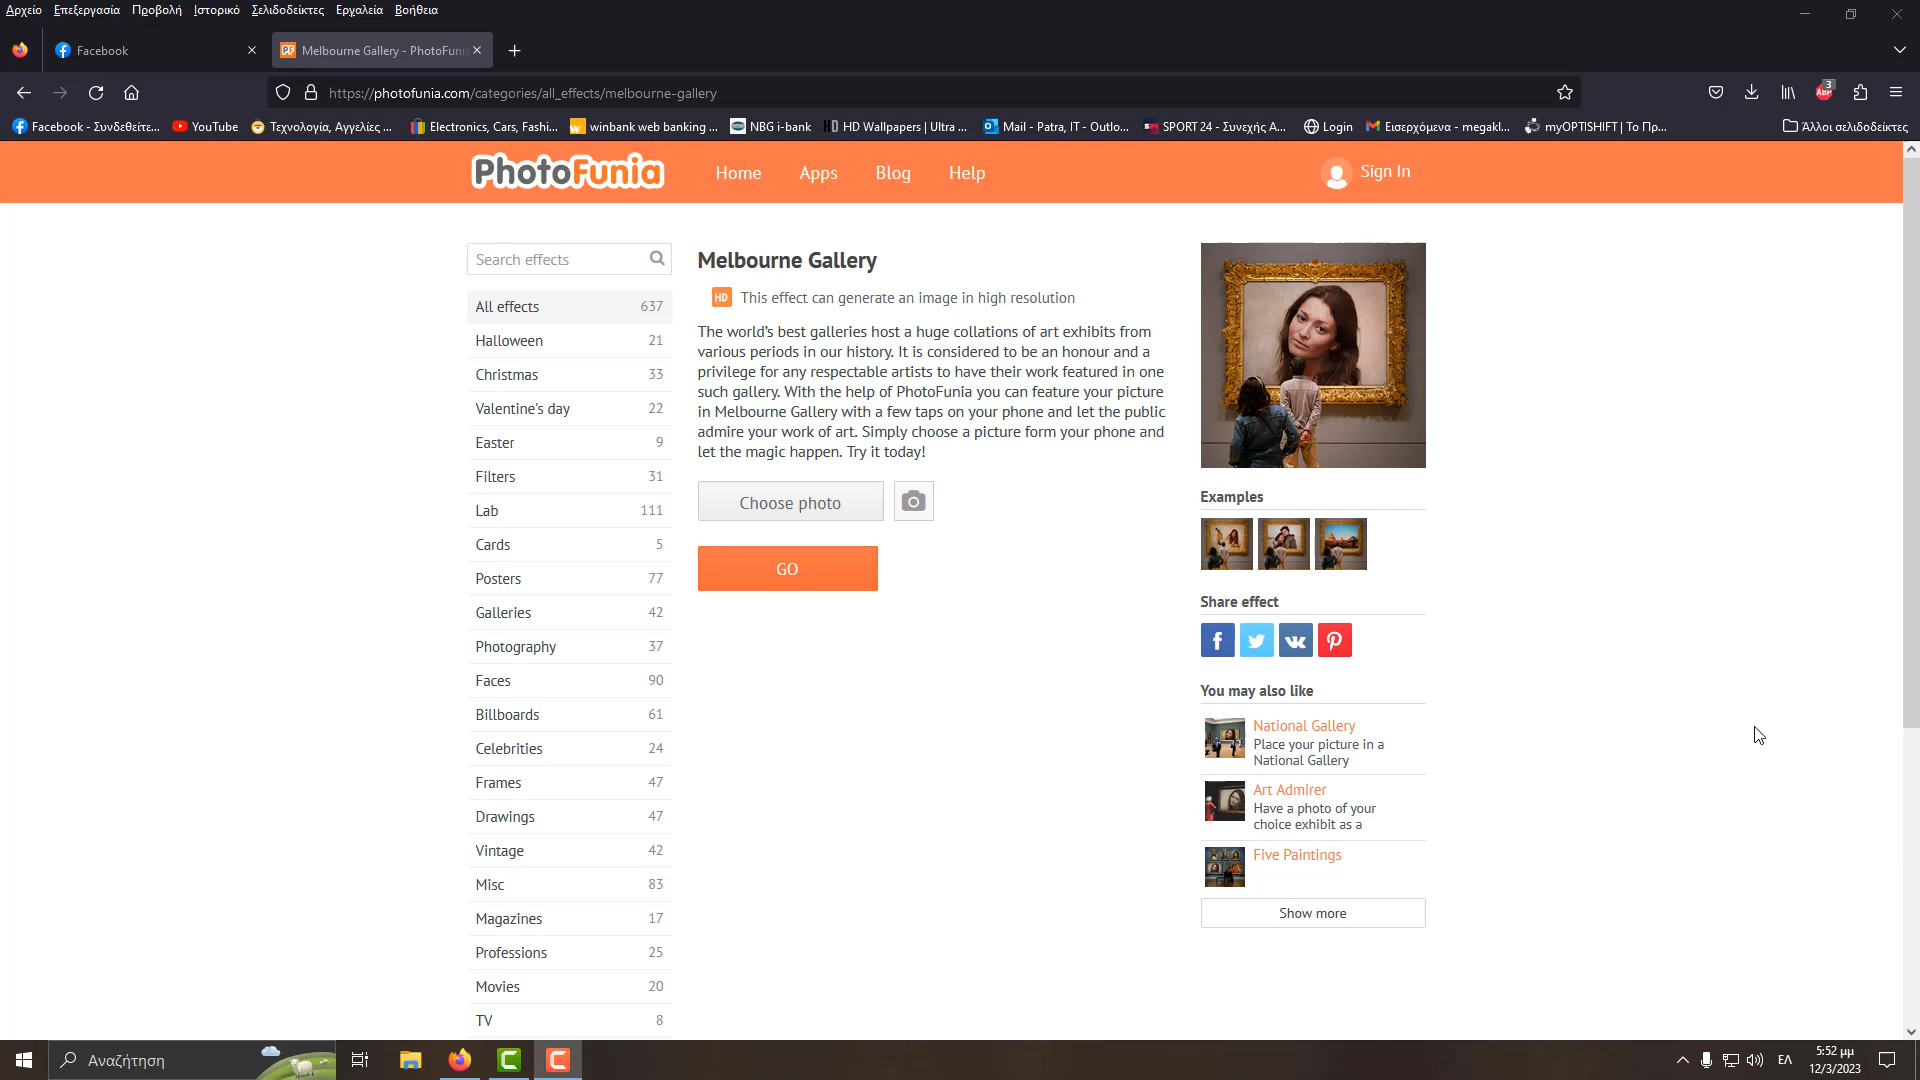 Αρχείο Επεξεργασία Προβολή Ιστορικό Σελιδοδείκτες Εργαλεία Βοήθεια
Facebook
Melbourne Gallery - PhotoFunia
https://photofunia.com/categories/all_effects/melbourne-gallery
3
ABP
Facebook - Συνδεθείτε...
YouTube
Τεχνολογία, Αγγελίες ...
Electronics, Cars, Fashi...
winbank web banking ...
NBG i-bank
HD Wallpapers | Ultra ...
Mail - Patra, IT - Outlo...
SPORT 24 - Συνεχής Α...
Login
Εισερχόμενα - megakl...
myOPTISHIFT | Το Πρ...
Άλλοι σελιδοδείκτες
PhotoFunia
Home Apps Blog Help
Sign In
Search effects
All effects 637
Halloween 21
Christmas 33
Valentine's day 22
Easter 9
Filters 31
Lab 111
Cards 5
Posters 77
Galleries 42
Photography 37
Faces 90
Billboards 61
Celebrities 24
Frames 47
Drawings 47
Vintage 42
Misc 83
Magazines 17
Professions 25
Movies 20
TV 8
Melbourne Gallery
HD This effect can generate an image in high resolution
The world's best galleries host a huge collations of art exhibits from
various periods in our history. It is considered to be an honour and a
privilege for any respectable artists to have their work featured in one
such gallery. With the help of PhotoFunia you can feature your picture
in Melbourne Gallery with a few taps on your phone and let the public
admire your work of art. Simply choose a picture form your phone and
let the magic happen. Try it today!
Choose photo
GO
Examples
Share effect
You may also like
National Gallery
Place your picture in a
National Gallery
Art Admirer
Have a photo of your
choice exhibit as a
Five Paintings
Show more
Αναζήτηση
ΕΛ
5:52 μμ
12/3/2023